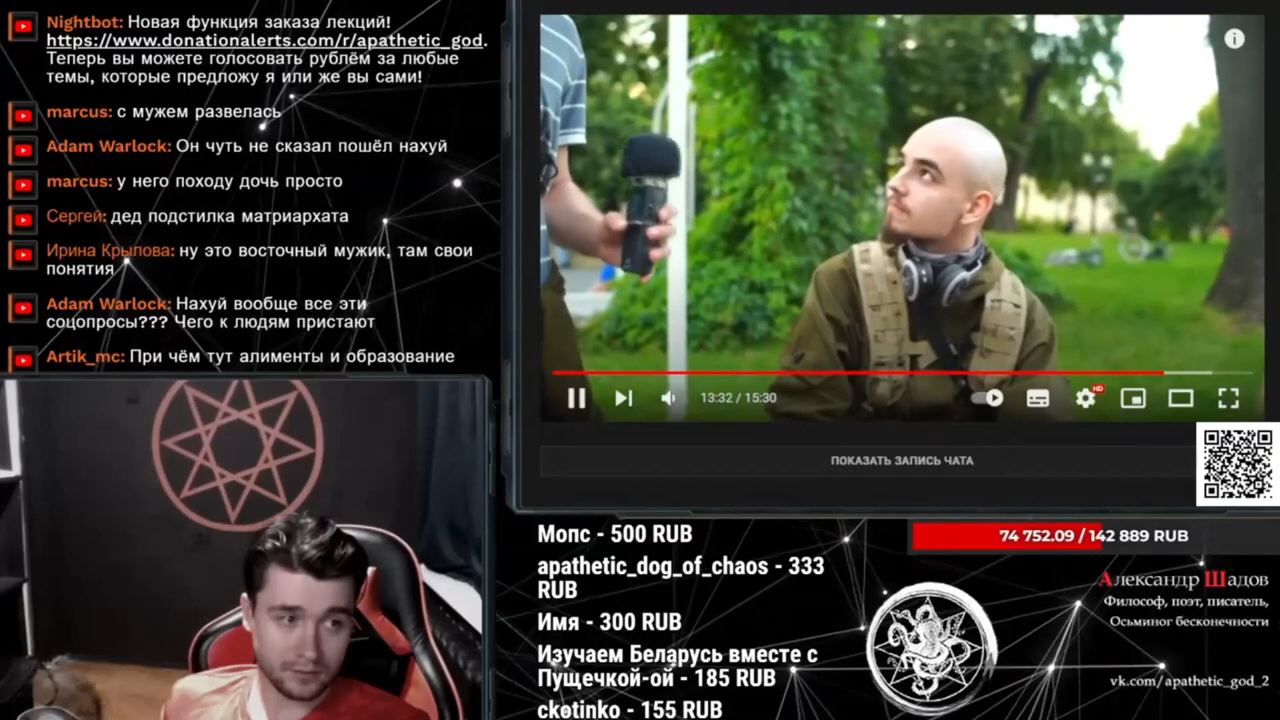 Nightbot: Новая функция заказа лекций!
https://www.donationalerts.com/r/apathetic_god.
Теперь вы можете голосовать рублём за любые
темы, которые предложу я или же вы сами!
marcus: с мужем развелась
Adam Warlock: Он чуть не сказал пошёл нахуй
marcus: у него походу дочь просто
Сергей: дед подстилка матриархата
Ирина Крылова: ну это восточный мужик, там свои
понятия
Adam Warlock: Нахуй вообще все эти
соцопросы??? Чего к людям пристают
Artik_mc: При чём тут алименты и образование
13:32 / 15:30
HD
ПОКАЗАТЬ ЗАПИСЬ ЧАТА
Мопс - 500 RUB
apathetic_dog_of_chaos - 333
RUB
Имя - 300 RUB
Изучаем Беларусь вместе с
Пущечкой-ой - 185 RUB
ckotinko - 155 RUB
74 752.09 / 142 889 RUB
Александр Шадов
Философ, поэт, писатель,
Осьминог бесконечности
vk.com/apathetic_god_2